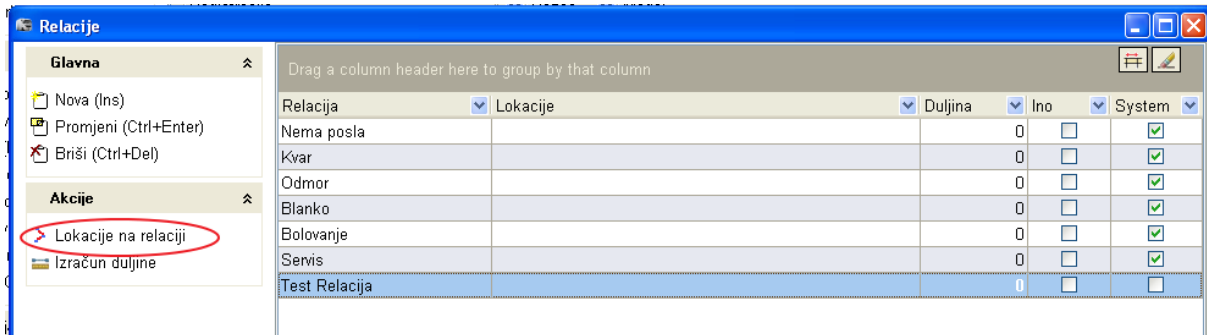 Relacije
Glavna
Nova (Ins)
Promjeni (Ctrl+Enter)
Briši (Ctrl+Del)
Akcije
Lokacije na relaciji
Izračun duljine
Drag a column header here to group by that column
Relacija Lokacije Duljina Ino System
Nema posla 0
Kvar 0
Odmor 0
Blanko 0
Bolovanje 0
Servis 0
Test Relacija 0